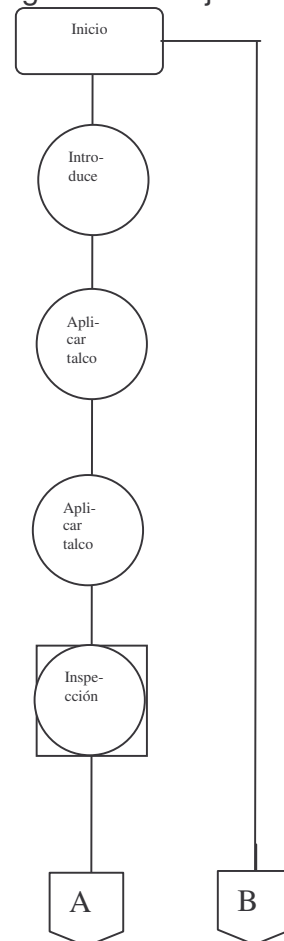 Inicio
Intro-
duce
Apli-
car
talco
Apli-
car
talco
Inspe-
cción
A
B